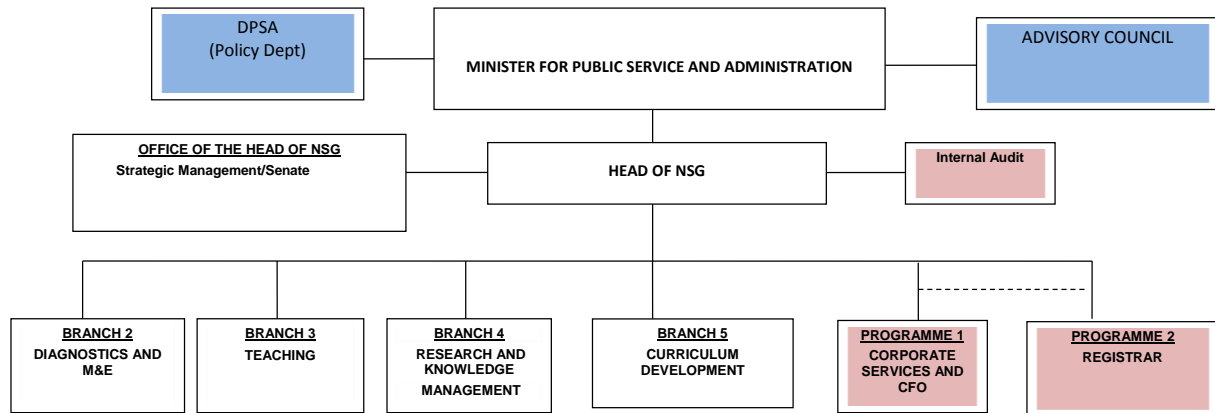 DPSA
(Policy Dept)
MINISTER FOR PUBLIC SERVICE AND ADMINISTRATION
ADVISORY COUNCIL
OFFICE OF THE HEAD OF NSG
Strategic Management/Senate
HEAD OF NSG
Internal Audit
BRANCH 2
DIAGNOSTICS AND
M&E
BRANCH 3
TEACHING
BRANCH 4
RESEARCH AND
KNOWLEDGE
MANAGEMENT
BRANCH 5
CURRICULUM
DEVELOPMENT
PROGRAMME 1
CORPORATE
SERVICES AND
CFO
PROGRAMME 2
REGISTRAR